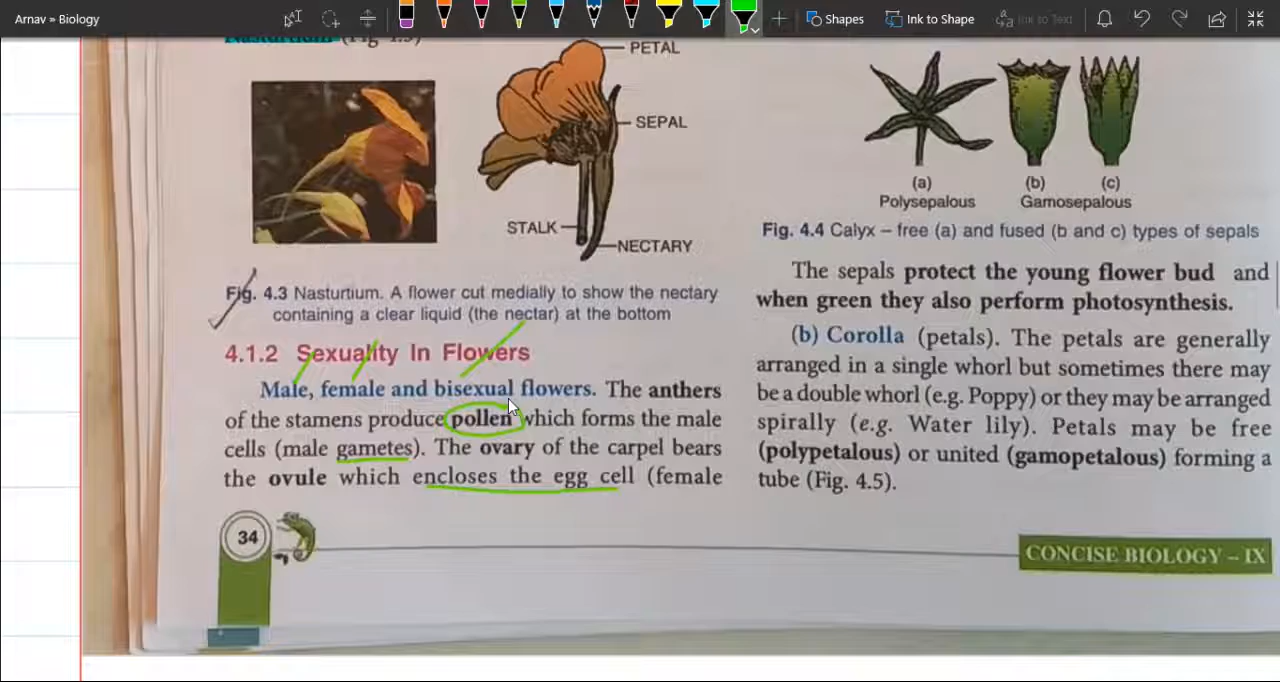 Arnav » Biology
Shapes
Ink to Shape
Ink to Text
Nasturtium (Fig 4.3)
PETAL
SEPAL
STALK
NECTARY
Fig. 4.3 Nasturtium. A flower cut medially to show the nectary
containing a clear liquid (the nectar) at the bottom
4.1.2 Sexuality In Flowers
Male, female and bisexual flowers. The anthers
of the stamens produce pollen which forms the male
cells (male gametes). The ovary of the carpel bears
the ovule which encloses the egg cell (female
34
(a)
(b)
(c)
Polysepalous
Gamosepalous
Fig. 4.4 Calyx – free (a) and fused (b and c) types of sepals
The sepals protect the young flower bud and
when green they also perform photosynthesis.
(b) Corolla (petals). The petals are generally
arranged in a single whorl but sometimes there may
be a double whorl (e.g. Poppy) or they may be arranged
spirally (e.g. Water lily). Petals may be free
(polypetalous) or united (gamopetalous) forming a
tube (Fig. 4.5).
CONCISE BIOLOGY – IX